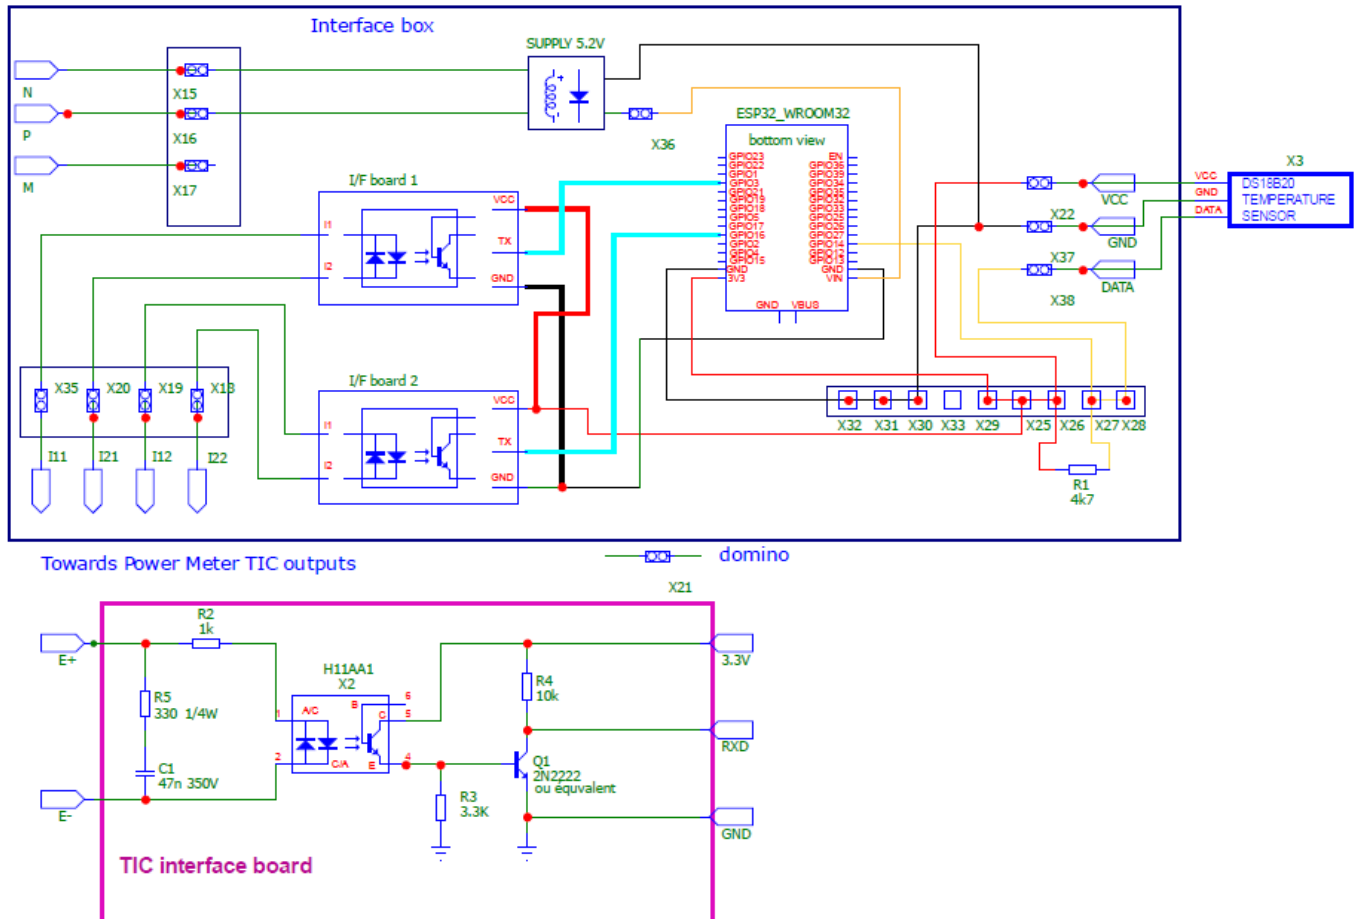 Interface box
SUPPLY 5.2V
N
X15
P
X16
M
X17
X36
ESP32_WROOM32
bottom view
GPIO23
GPIO22
GPIO1
GPIO3
GPIO21
GPIO19
GPIO18
GPIO5
GPIO17
GPIO16
GPIO2
GPIO4
GPIO15
GND
3V3
EN
GPIO36
GPIO39
GPIO34
GPIO35
GPIO32
GPIO33
GPIO25
GPIO26
GPIO27
GPIO14
GPIO12
GPIO13
GND
VIN
GND VBUS
X3
VCC
GND
DATA
DS18B20
TEMPERATURE
SENSOR
VCC
X22
GND
X37
DATA
X38
I/F board 1
I1
I2
VCC
TX
GND
I/F board 2
I1
I2
VCC
TX
GND
X35 X20 X19 X18
I11 I21 I12 I22
X32 X31 X30 X33 X29 X25 X26 X27 X28
R1
4k7
Towards Power Meter TIC outputs
domino
X21
R2
1k
E+
R5
330 1/4W
C1
47n 350V
E-
H11AA1
X2
1
2
A/C
C/A
B
C
E
6
5
4
R3
3.3K
R4
10k
Q1
2N2222
ou équvalent
3.3V
RXD
GND
TIC interface board